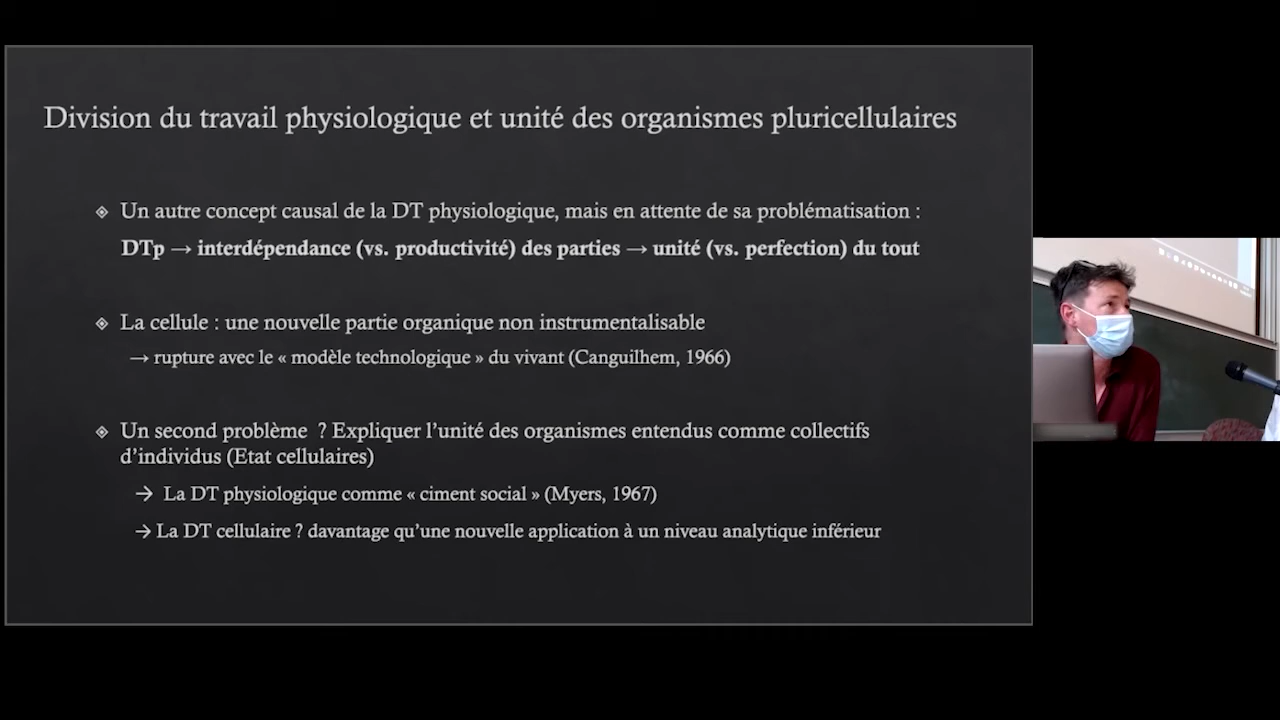 Division du travail physiologique et unité des organismes pluricellulaires
Un autre concept causal de la DT physiologique, mais en attente de sa problématisation :
DTp → interdépendance (vs. productivité) des parties → unité (vs. perfection) du tout
La cellule : une nouvelle partie organique non instrumentalisable
→ rupture avec le « modèle technologique » du vivant (Canguilhem, 1966)
Un second problème ? Expliquer l'unité des organismes entendus comme collectifs
d'individus (Etat cellulaires)
→ La DT physiologique comme « ciment social » (Myers, 1967)
→ La DT cellulaire ? davantage qu'une nouvelle application à un niveau analytique inférieur